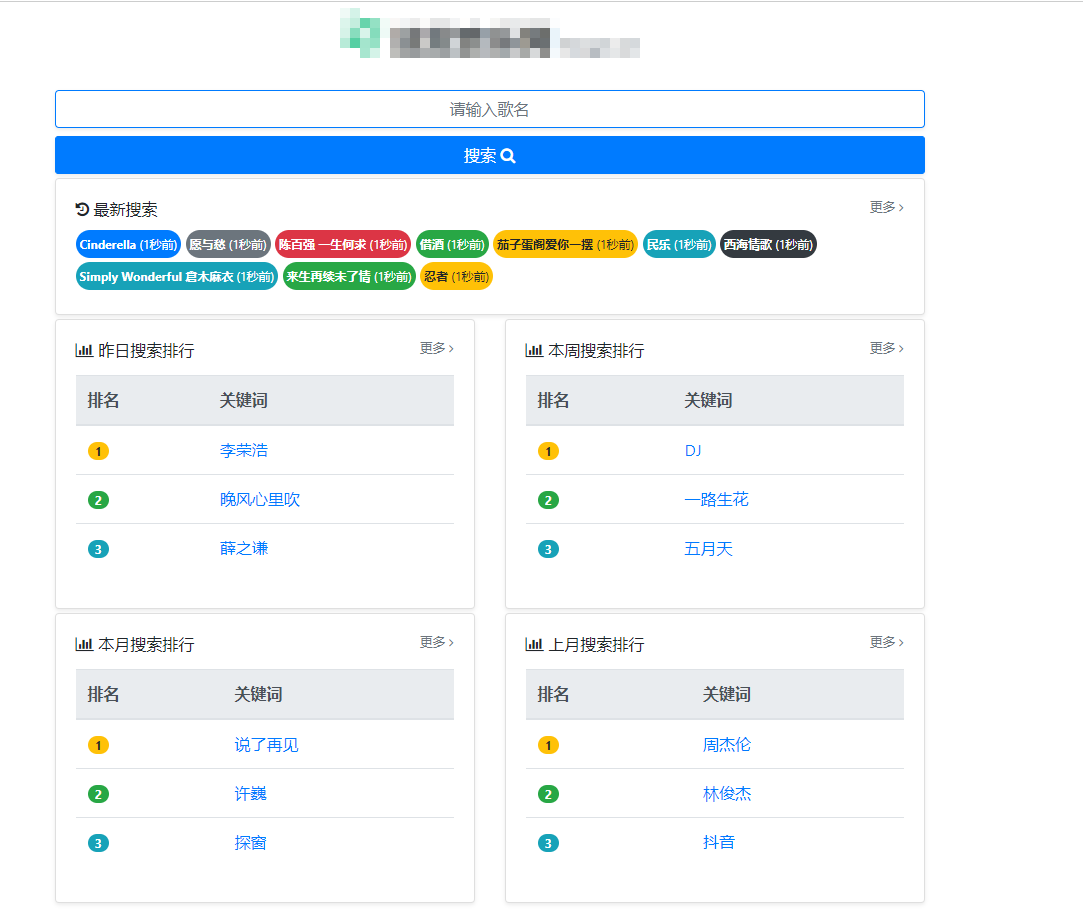 请输入歌名
搜索
最新搜索 更多
Cinderella (1秒前) 愿与愁 (1秒前) 陈百强 一生何求 (1秒前) 借酒 (1秒前) 茄子蛋阁爱你一摆 (1秒前) 民乐 (1秒前) 西海情歌 (1秒前)
Simply Wonderful 倉木麻衣 (1秒前) 来生再续未了情 (1秒前) 忍者 (1秒前)
昨日搜索排行 更多
排名 关键词
1 李荣浩
2 晚风心里吹
3 薛之谦
本周搜索排行 更多
排名 关键词
1 DJ
2 一路生花
3 五月天
本月搜索排行 更多
排名 关键词
1 说了再见
2 许巍
3 探窗
上月搜索排行 更多
排名 关键词
1 周杰伦
2 林俊杰
3 抖音